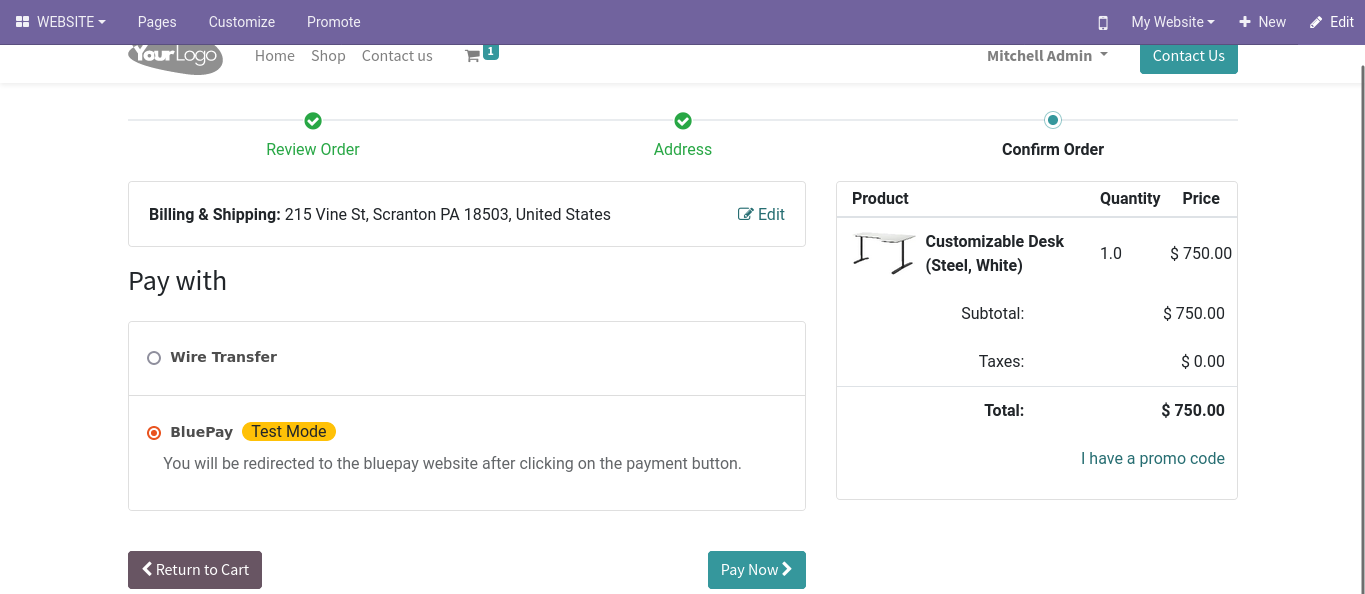 WEBSITE Pages Customize Promote My Website New Edit
YourLogo Home Shop Contact us 1 Mitchell Admin Contact Us
Review Order Address Confirm Order
Billing & Shipping: 215 Vine St, Scranton PA 18503, United States Edit
Pay with
Wire Transfer
BluePay Test Mode
You will be redirected to the bluepay website after clicking on the payment button.
Return to Cart Pay Now
Product Quantity Price
Customizable Desk
(Steel, White) 1.0 $ 750.00
Subtotal: $ 750.00
Taxes: $ 0.00
Total: $ 750.00
I have a promo code